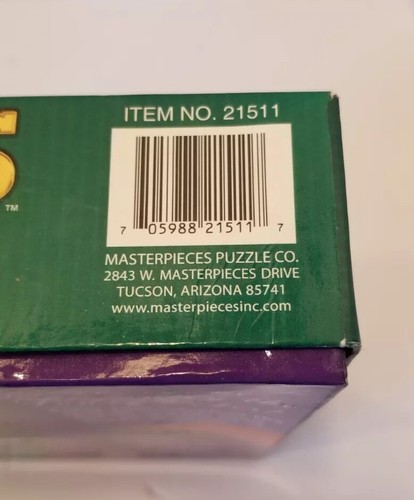 ITEM NO. 21511
TM
7 05988 21511 7
MASTERPIECES PUZZLE CO.
2843 W. MASTERPIECES DRIVE
TUCSON, ARIZONA 85741
www.masterpiecesinc.com